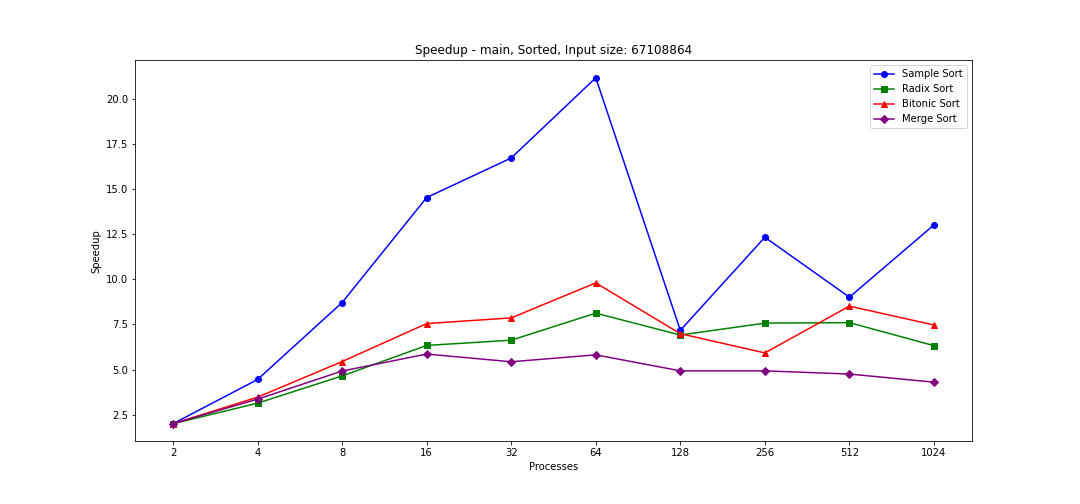 Speedup - main, Sorted, Input size: 67108864
Sample Sort
Radix Sort
Bitonic Sort
Merge Sort
Speedup
20.0
17.5
15.0
12.5
10.0
7.5
5.0
2.5
2 4 8 16 32 64 128 256 512 1024
Processes